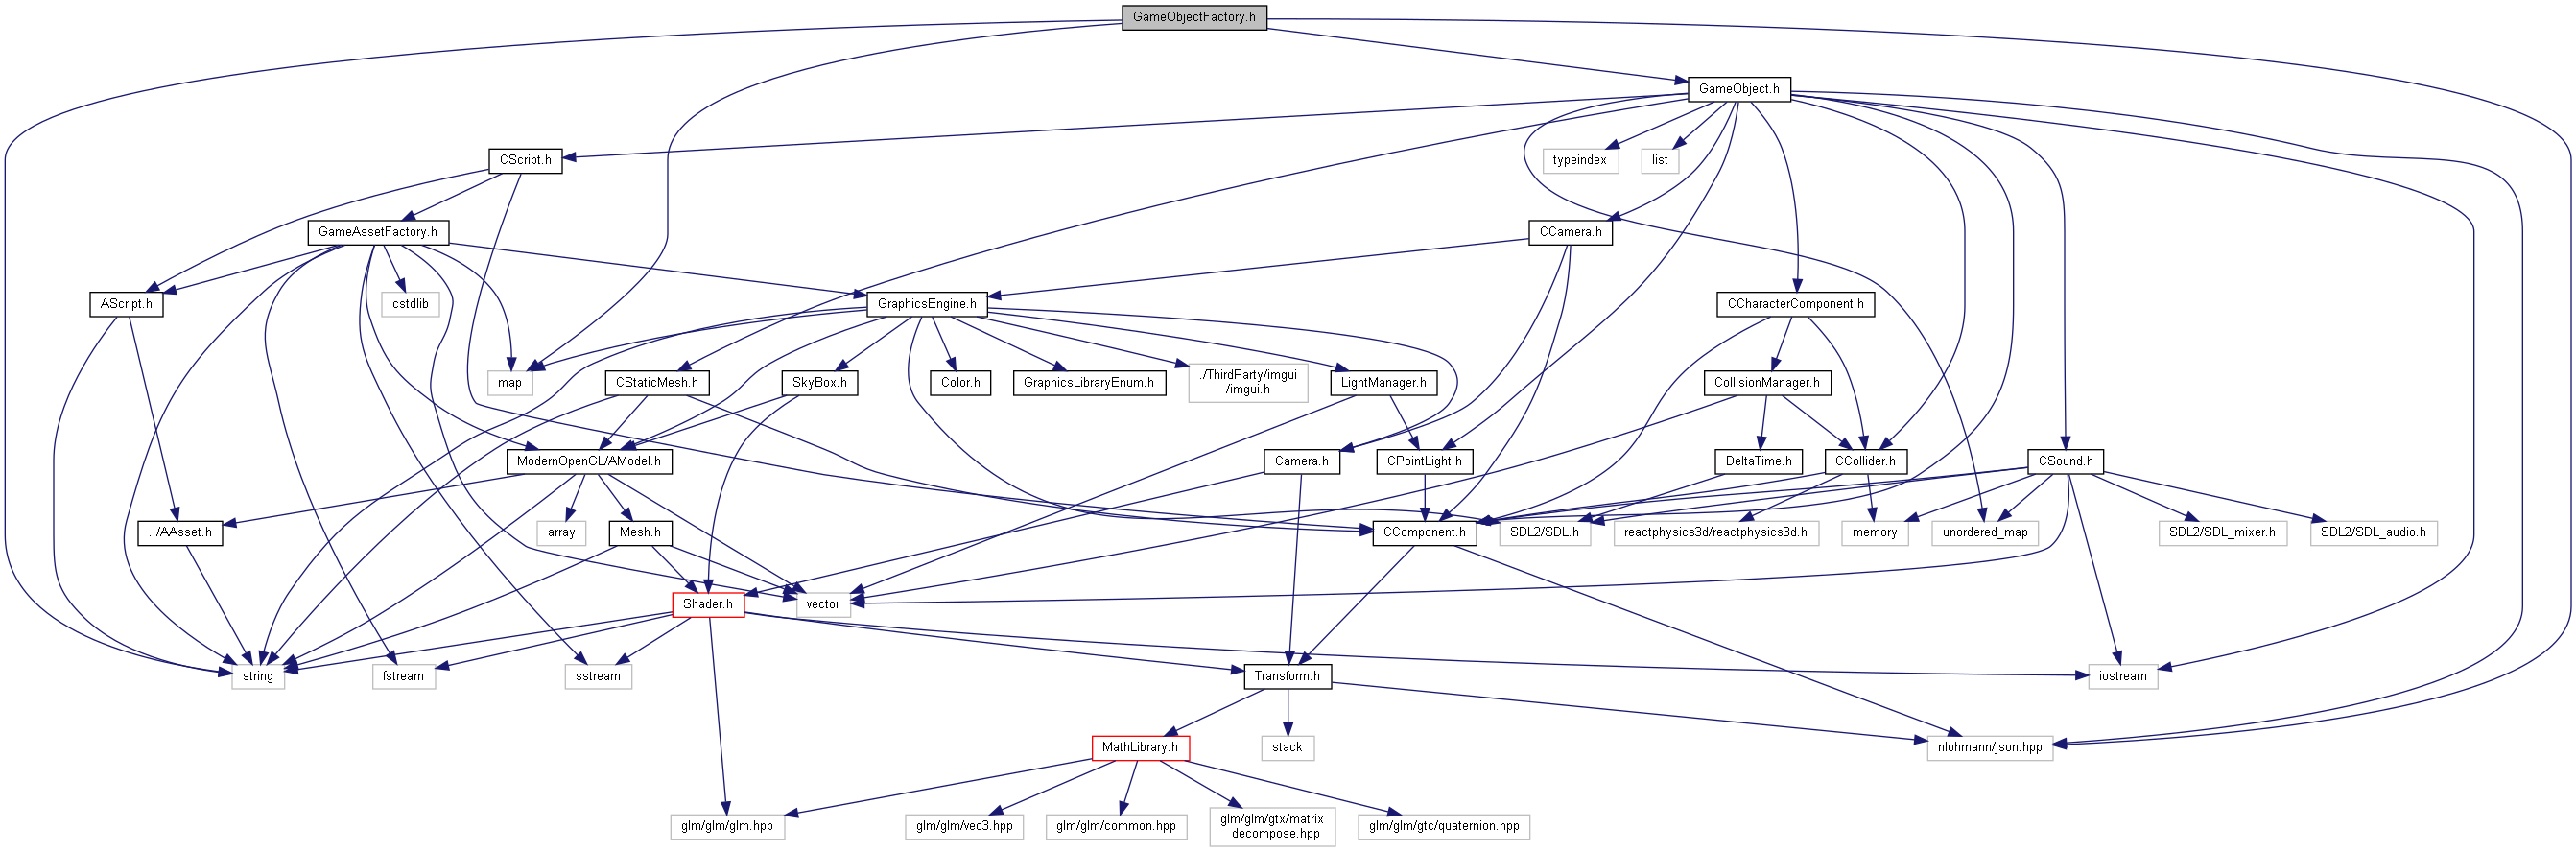 GameObjectFactory.h
GameObject.h
CScript.h
typeindex
list
GameAssetFactory.h
CCamera.h
AScript.h
cstdlib
GraphicsEngine.h
CCharacterComponent.h
map
CStaticMesh.h
SkyBox.h
Color.h
GraphicsLibraryEnum.h
../ThirdParty/imgui
/imgui.h
LightManager.h
CollisionManager.h
ModernOpenGL/AModel.h
Camera.h
CPointLight.h
DeltaTime.h
CCollider.h
CSound.h
../AAsset.h
array
Mesh.h
CComponent.h
SDL2/SDL.h
reactphysics3d/reactphysics3d.h
memory
unordered_map
SDL2/SDL_mixer.h
SDL2/SDL_audio.h
Shader.h
vector
string
fstream
sstream
Transform.h
iostream
MathLibrary.h
stack
nlohmann/json.hpp
glm/glm/glm.hpp
glm/glm/vec3.hpp
glm/glm/common.hpp
glm/glm/gtx/matrix
_decompose.hpp
glm/glm/gtc/quaternion.hpp